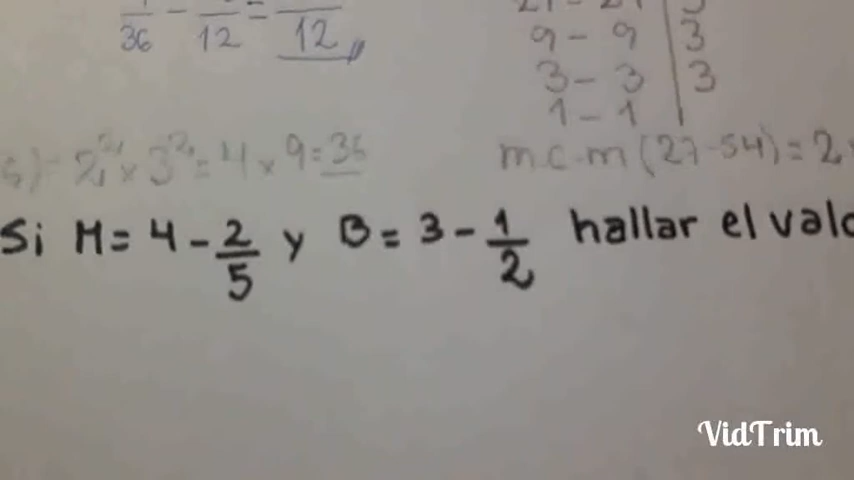 36 - 12 = 12
9 - 9 | 3
3 - 3 | 3
1 - 1
2² x 3² = 4 x 9 = 36
m.c.m (27-54) = 2
Si M = 4 - 2/5 y B = 3 - 1/2 hallar el valo
VidTrim